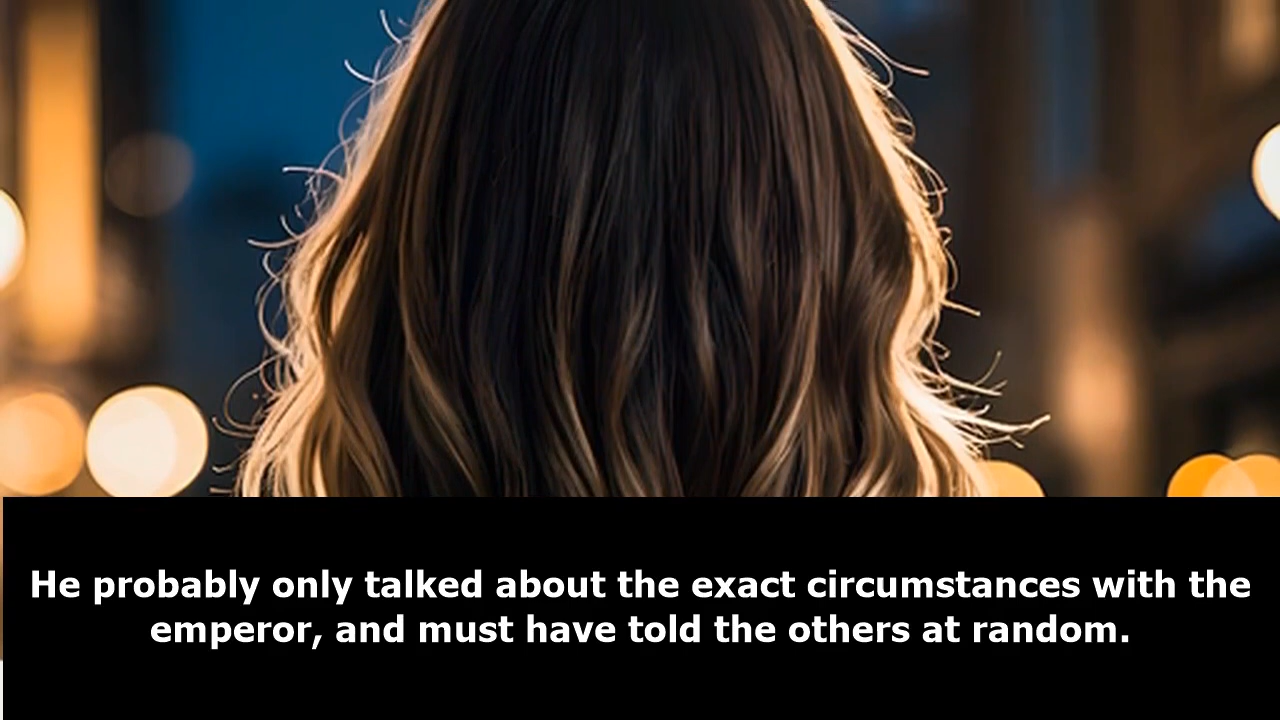 He probably only talked about the exact circumstances with the
emperor, and must have told the others at random.